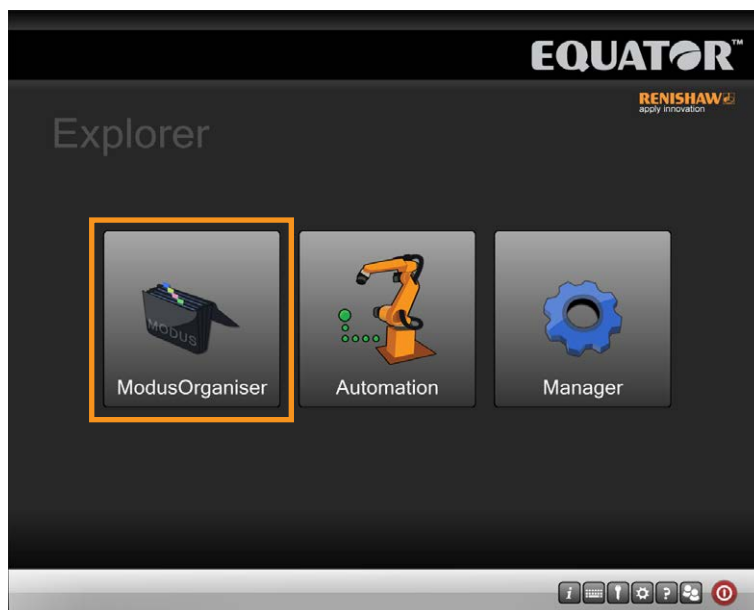 EQUATOR™
RENISHAW
apply innovation
Explorer
MODUS
ModusOrganiser
Automation
Manager
i
?